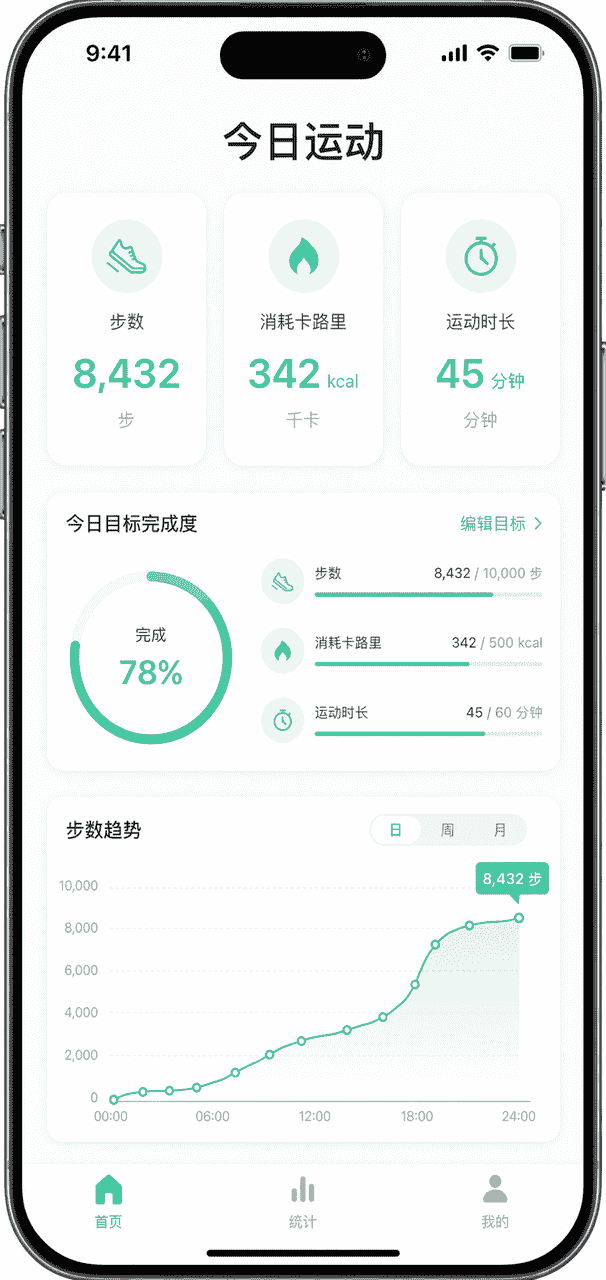 9:41
今日运动
步数
8,432
步
消耗卡路里
342 kcal
千卡
运动时长
45 分钟
分钟
今日目标完成度
编辑目标
完成
78%
步数
8,432 / 10,000 步
消耗卡路里
342 / 500 kcal
运动时长
45 / 60 分钟
步数趋势
日 周 月
8,432 步
10,000
8,000
6,000
4,000
2,000
0
00:00 06:00 12:00 18:00 24:00
首页 统计 我的